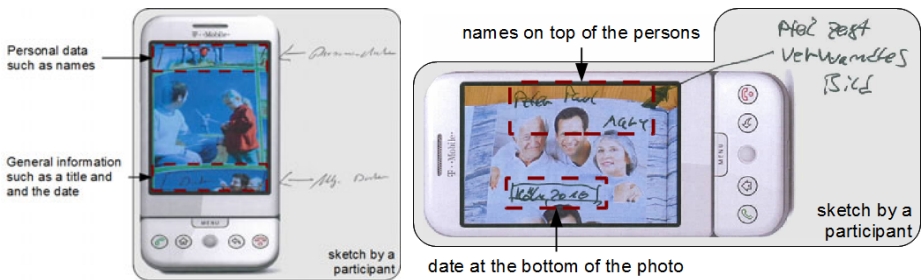 Personal data
such as names
General information
such as a title and
and the date
T··Mobile·
MENU
sketch by a
participant
names on top of the persons
Peter Paul
Mary
Köln, 2010
T··Mobile·
MENU
Pfeil zeigt
verwandtes
Bild
sketch by a
participant
date at the bottom of the photo